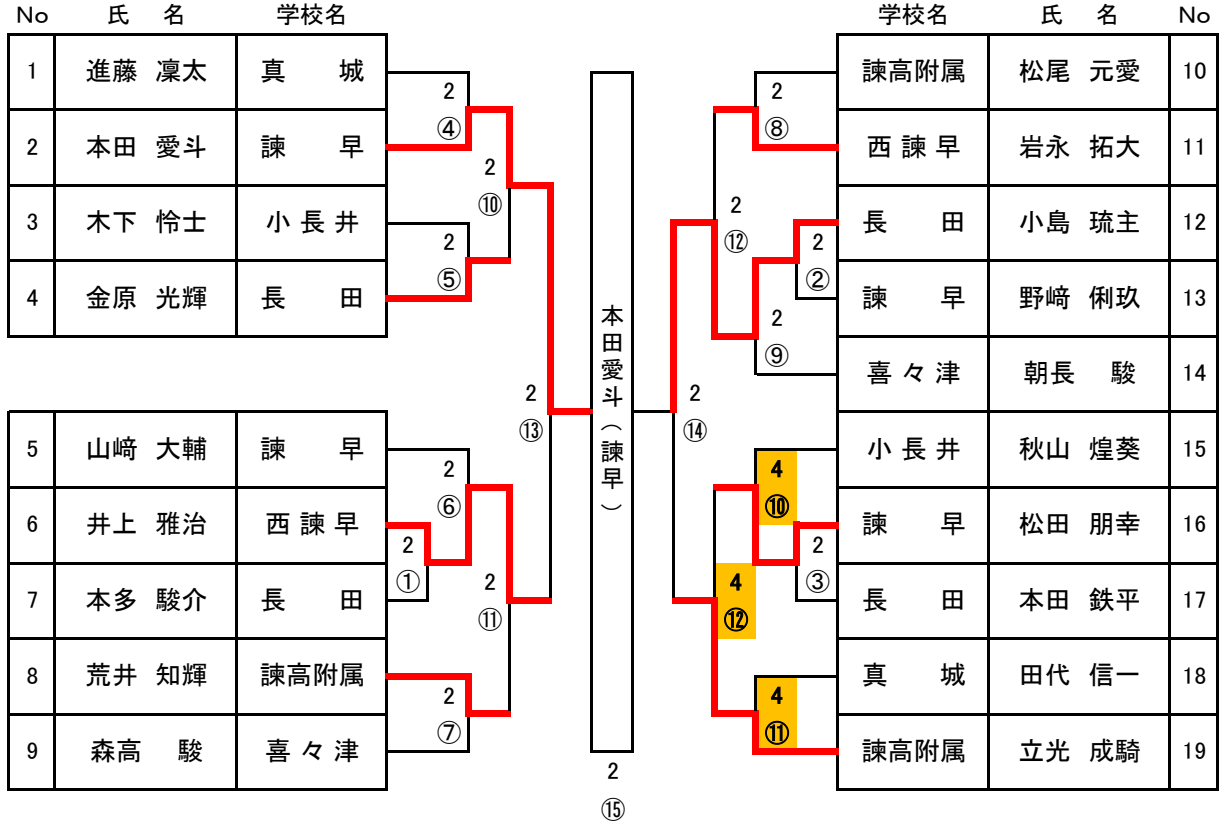 No 氏 名 学校名
1 進藤 凜太 真 城
2 本田 愛斗 諫 早
3 木下 怜士 小 長 井
4 金原 光輝 長 田
5 山﨑 大輔 諫 早
6 井上 雅治 西 諫 早
7 本多 駿介 長 田
8 荒井 知輝 諫高附属
9 森高 駿 喜 々 津
2
④
2
⑩
2
⑤
2
⑬
2
⑥
2
①
2
⑪
2
⑦
本田愛斗（諫早）
2
⑮
2
⑧
2
⑫
2
②
2
⑨
2
⑭
4
⑩
2
③
4
⑫
4
⑪
学校名 氏 名 No
諫高附属 松尾 元愛 10
西 諫 早 岩永 拓大 11
長 田 小島 琉主 12
諫 早 野﨑 俐玖 13
喜 々 津 朝長 駿 14
小 長 井 秋山 煌葵 15
諫 早 松田 朋幸 16
長 田 本田 鉄平 17
真 城 田代 信一 18
諫高附属 立光 成騎 19